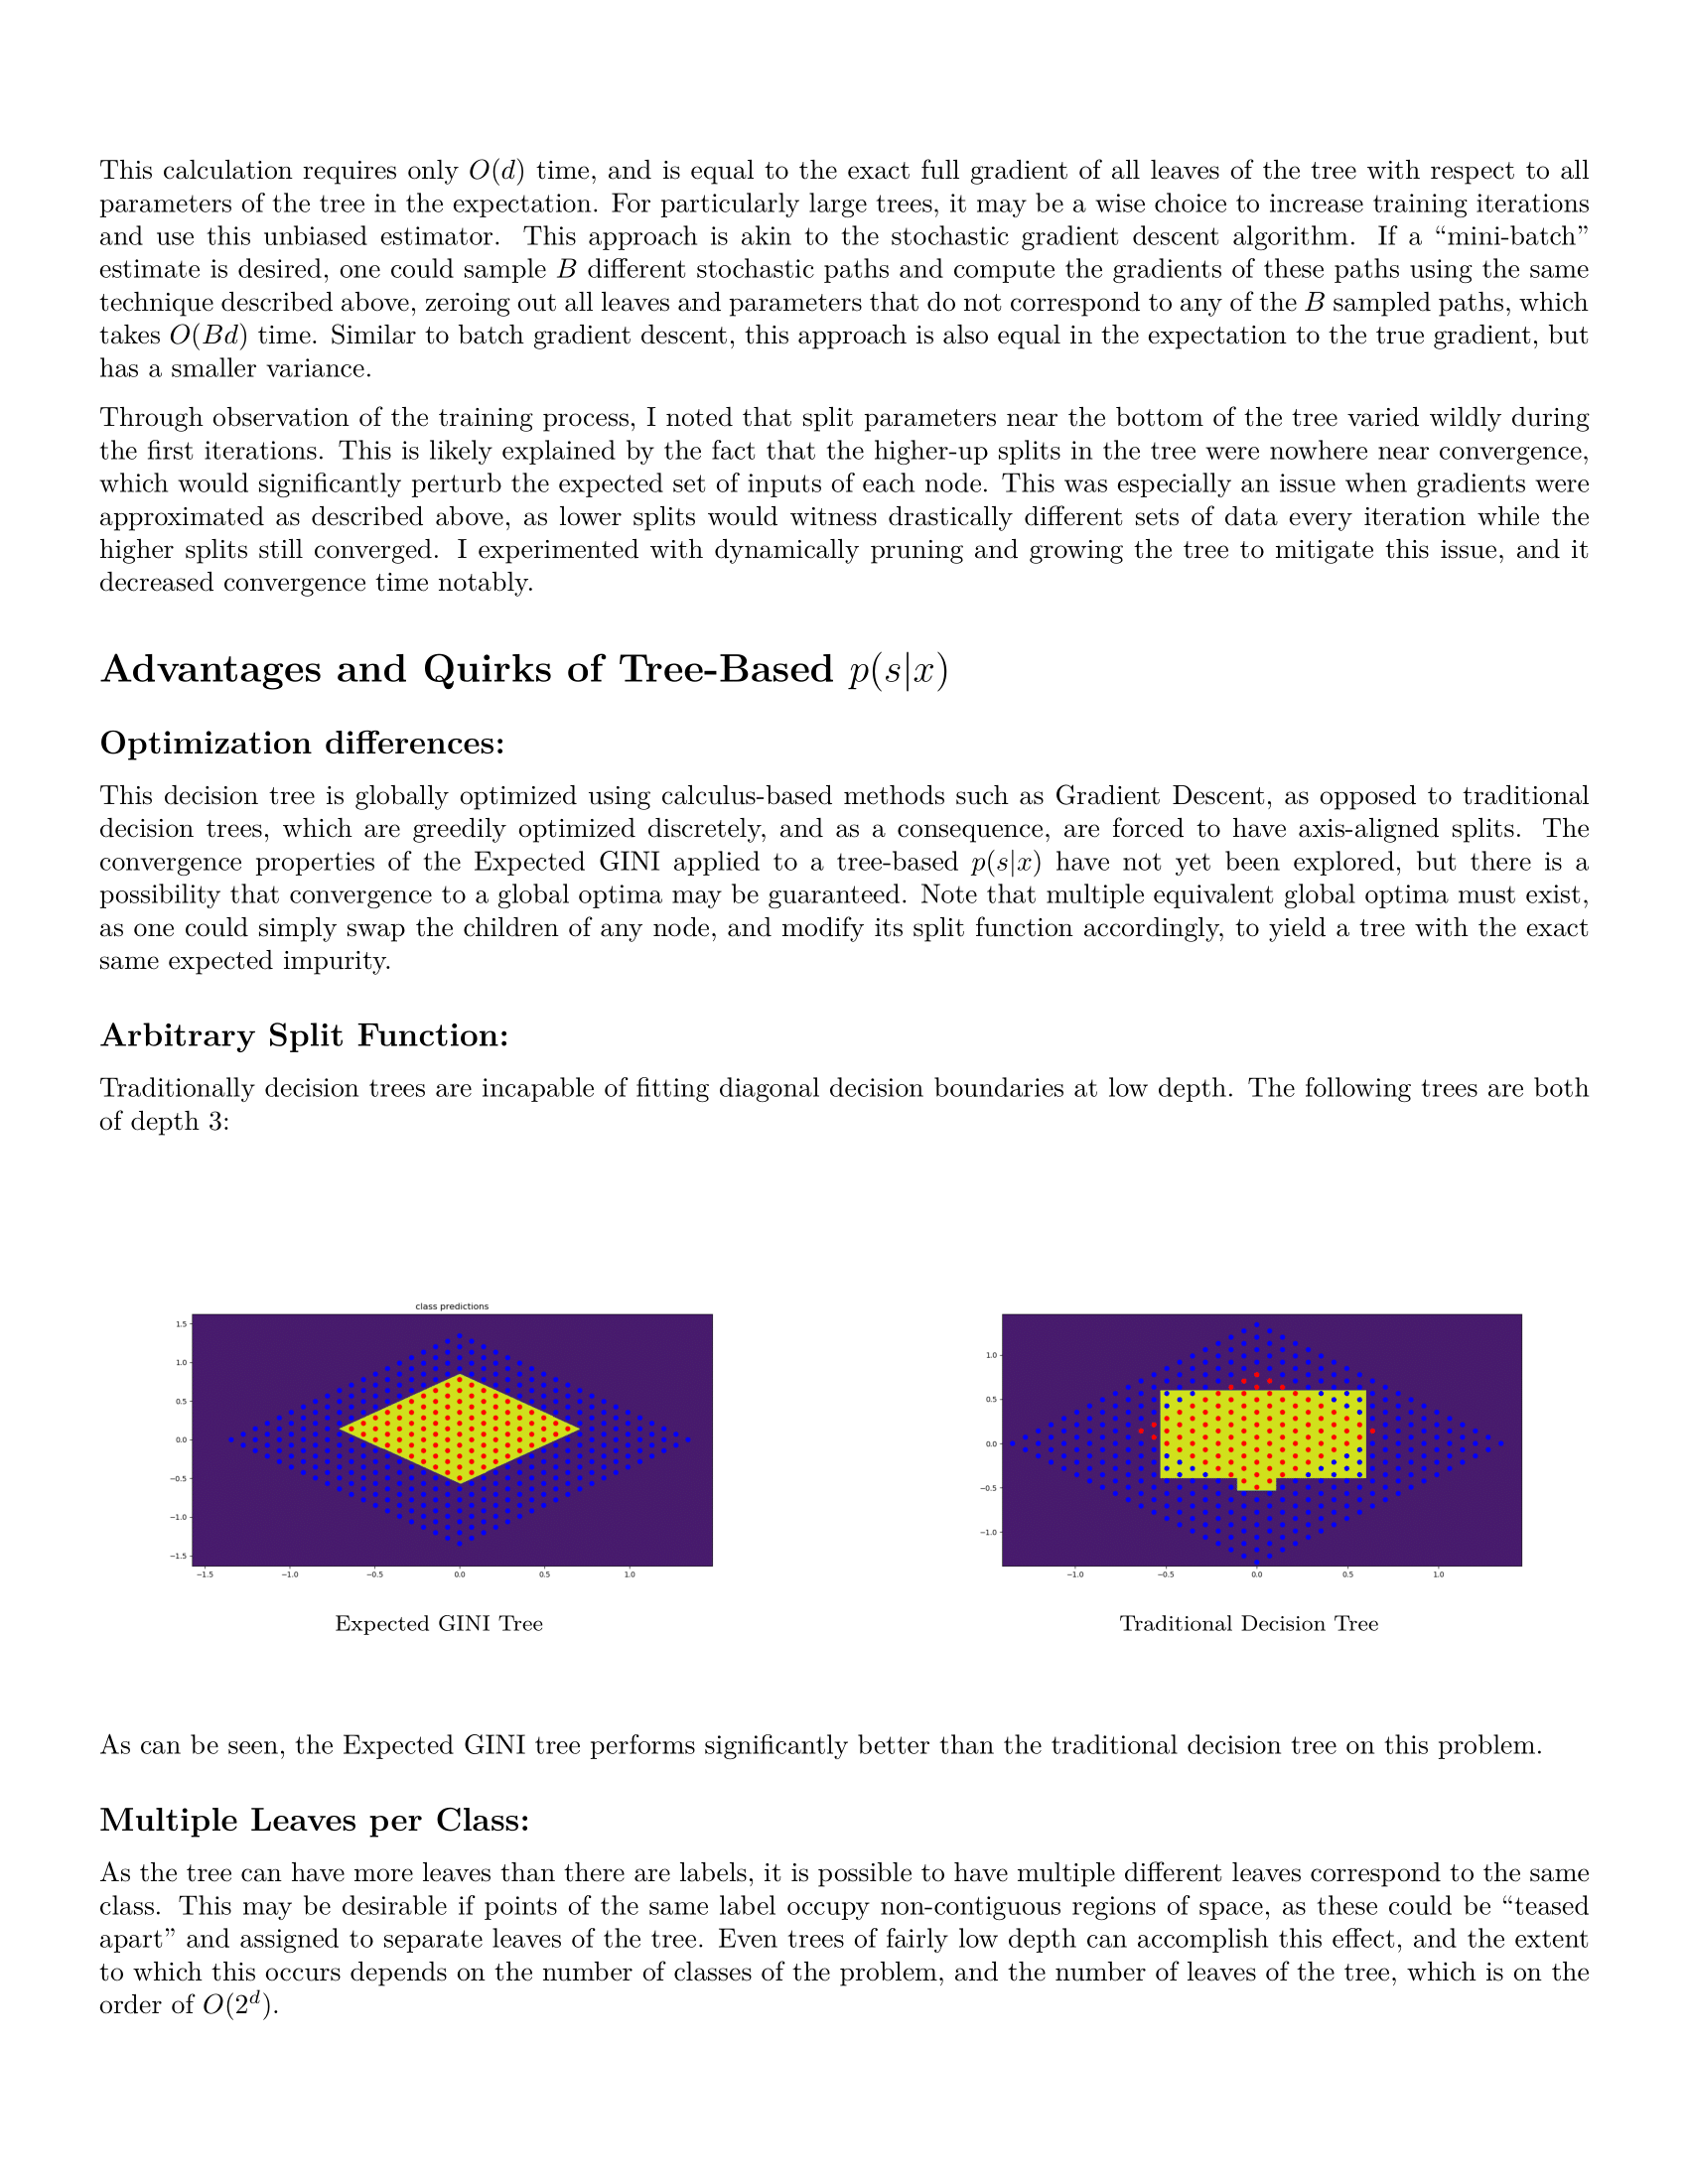 This calculation requires only O(d) time, and is equal to the exact full gradient of all leaves of the tree with respect to all
parameters of the tree in the expectation. For particularly large trees, it may be a wise choice to increase training iterations
and use this unbiased estimator. This approach is akin to the stochastic gradient descent algorithm. If a “mini-batch”
estimate is desired, one could sample B different stochastic paths and compute the gradients of these paths using the same
technique described above, zeroing out all leaves and parameters that do not correspond to any of the B sampled paths, which
takes O(Bd) time. Similar to batch gradient descent, this approach is also equal in the expectation to the true gradient, but
has a smaller variance.
Through observation of the training process, I noted that split parameters near the bottom of the tree varied wildly during
the first iterations. This is likely explained by the fact that the higher-up splits in the tree were nowhere near convergence,
which would significantly perturb the expected set of inputs of each node. This was especially an issue when gradients were
approximated as described above, as lower splits would witness drastically different sets of data every iteration while the
higher splits still converged. I experimented with dynamically pruning and growing the tree to mitigate this issue, and it
decreased convergence time notably.
Advantages and Quirks of Tree-Based p(s|x)
Optimization differences:
This decision tree is globally optimized using calculus-based methods such as Gradient Descent, as opposed to traditional
decision trees, which are greedily optimized discretely, and as a consequence, are forced to have axis-aligned splits. The
convergence properties of the Expected GINI applied to a tree-based p(s|x) have not yet been explored, but there is a
possibility that convergence to a global optima may be guaranteed. Note that multiple equivalent global optima must exist,
as one could simply swap the children of any node, and modify its split function accordingly, to yield a tree with the exact
same expected impurity.
Arbitrary Split Function:
Traditionally decision trees are incapable of fitting diagonal decision boundaries at low depth. The following trees are both
of depth 3:
class predictions
1.5
1.0
0.5
0.0
−0.5
−1.0
−1.5
−1.5 −1.0 −0.5 0.0 0.5 1.0
Expected GINI Tree
1.0
0.5
0.0
−0.5
−1.0
−1.0 −0.5 0.0 0.5 1.0
Traditional Decision Tree
As can be seen, the Expected GINI tree performs significantly better than the traditional decision tree on this problem.
Multiple Leaves per Class:
As the tree can have more leaves than there are labels, it is possible to have multiple different leaves correspond to the same
class. This may be desirable if points of the same label occupy non-contiguous regions of space, as these could be “teased
apart” and assigned to separate leaves of the tree. Even trees of fairly low depth can accomplish this effect, and the extent
to which this occurs depends on the number of classes of the problem, and the number of leaves of the tree, which is on the
order of O(2^d).